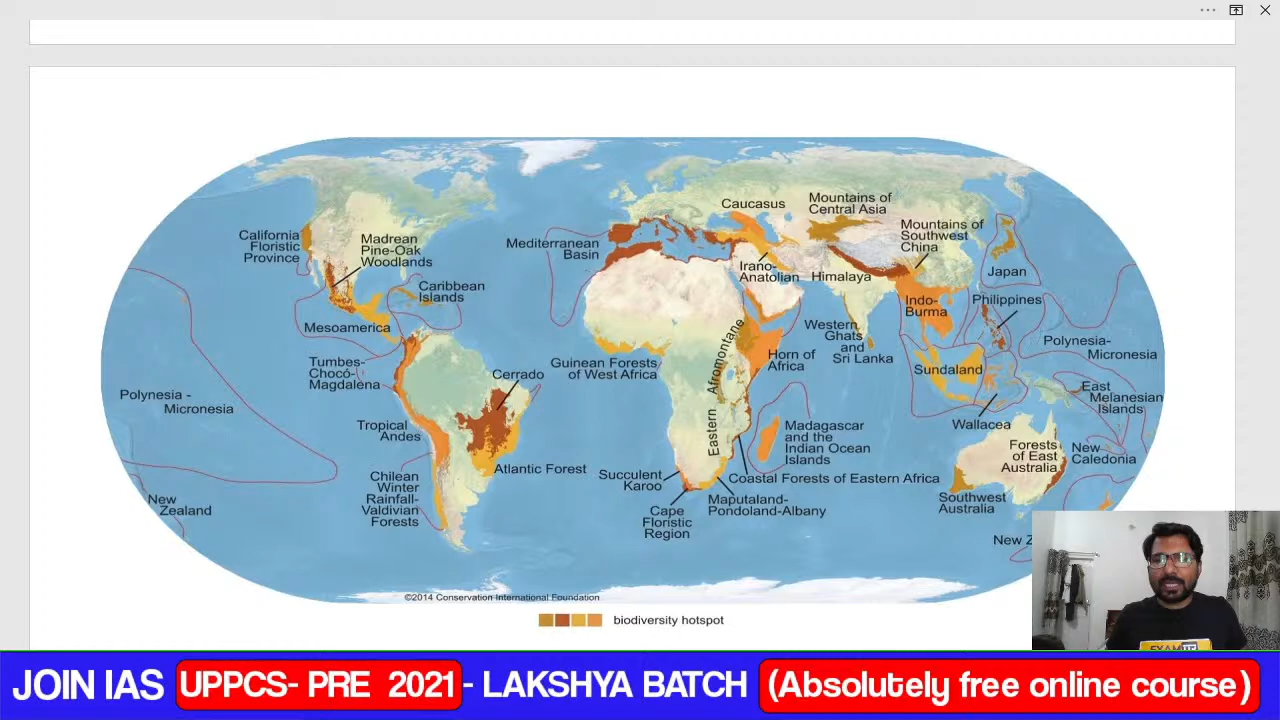 Caucasus
Mountains of
Central Asia
Mountains of
Southwest
China
California
Floristic
Province
Madrean
Pine-Oak
Woodlands
Mediterranean
Basin
Irano-
Anatolian
Himalaya
Japan
Caribbean
Islands
Indo-
Burma
Philippines
Mesoamerica
Western
Ghats
and
Sri Lanka
Polynesia-
Micronesia
Tumbes-
Chocó-
Magdalena
Cerrado
Guinean Forests
of West Africa
Eastern Afromontane
Horn of
Africa
Sundaland
Polynesia -
Micronesia
East
Melanesian
Islands
Wallacea
Tropical
Andes
Madagascar
and the
Indian Ocean
Islands
Forests
of East
Australia
New
Caledonia
Atlantic Forest
Chilean
Winter
Rainfall-
Valdivian
Forests
Succulent
Karoo
Coastal Forests of Eastern Africa
New
Zealand
Cape
Floristic
Region
Maputaland-
Pondoland-Albany
Southwest
Australia
New Z
©2014 Conservation International Foundation
biodiversity hotspot
JOIN IAS UPPCS- PRE 2021 - LAKSHYA BATCH (Absolutely free online course)